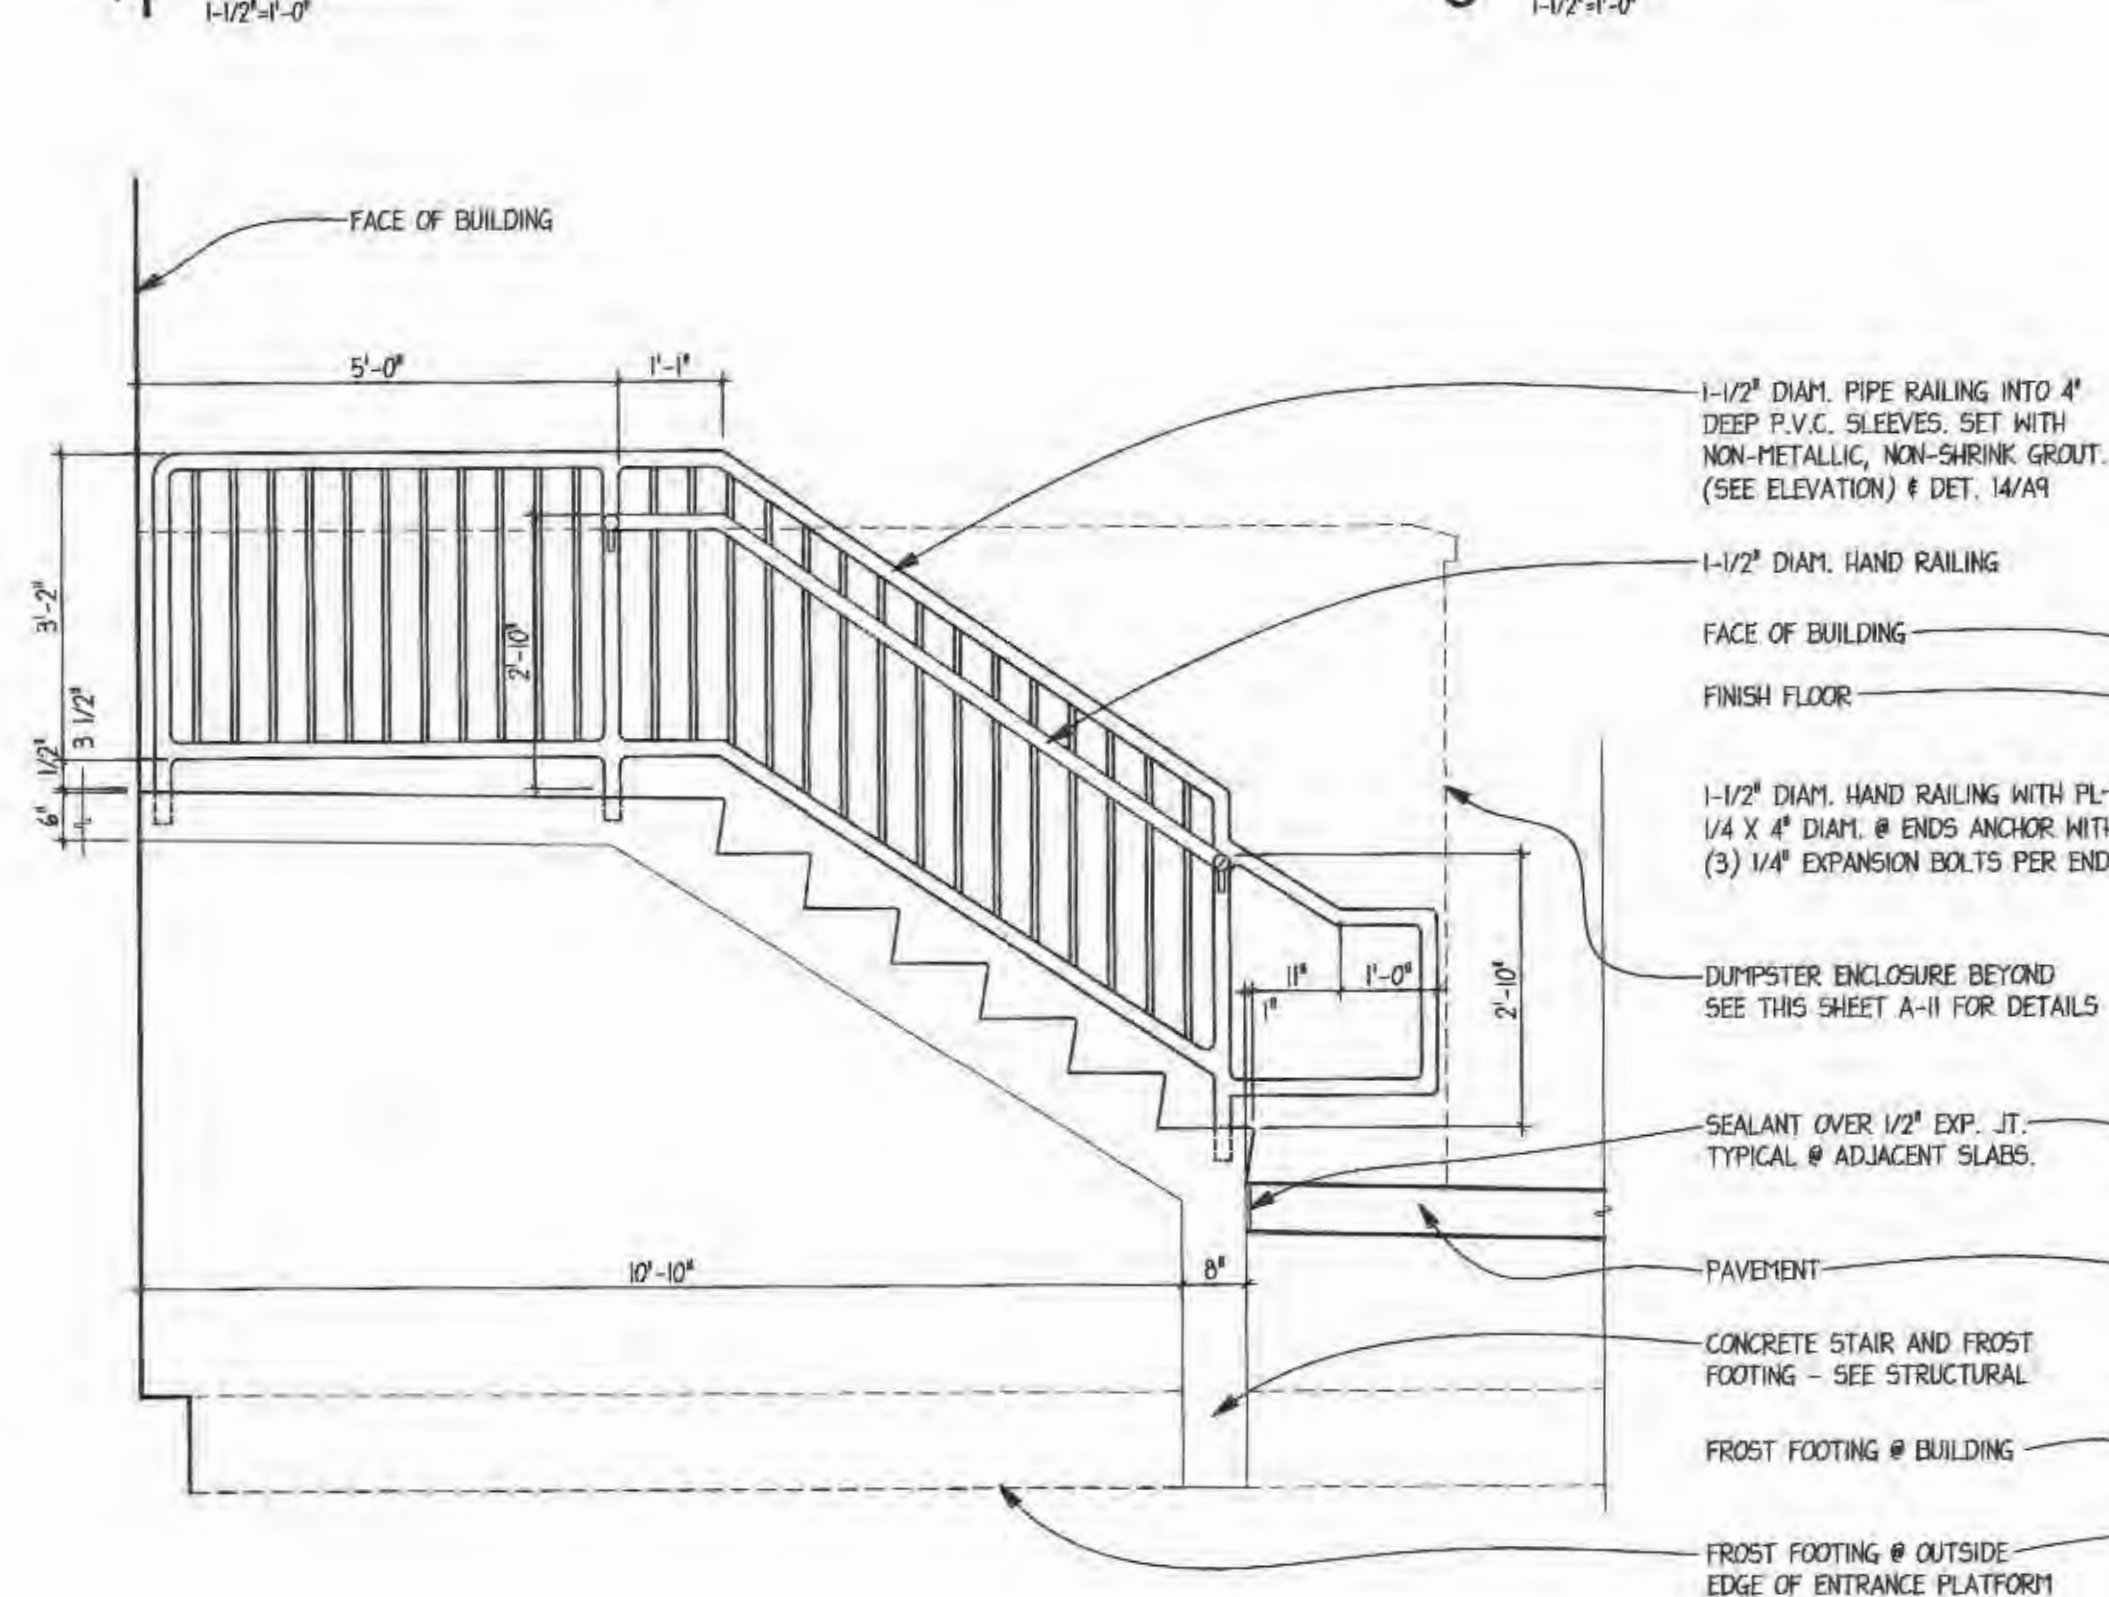 1-1/2"=1'-0"
1-1/2"=1'-0"
FACE OF BUILDING
5'-0"
1'-1"
3'-2"
2'-10"
3 1/2"
1/2"
6"
11"
1'-0"
1"
2'-10"
10'-10"
8"
1-1/2" DIAM. PIPE RAILING INTO 4"
DEEP P.V.C. SLEEVES. SET WITH
NON-METALLIC, NON-SHRINK GROUT.
(SEE ELEVATION) & DET. 14/A9
1-1/2" DIAM. HAND RAILING
FACE OF BUILDING
FINISH FLOOR
1-1/2" DIAM. HAND RAILING WITH PL-
1/4 X 4" DIAM. @ ENDS ANCHOR WITH
(3) 1/4" EXPANSION BOLTS PER END
DUMPSTER ENCLOSURE BEYOND
SEE THIS SHEET A-11 FOR DETAILS
SEALANT OVER 1/2" EXP. JT.
TYPICAL @ ADJACENT SLABS.
PAVEMENT
CONCRETE STAIR AND FROST
FOOTING - SEE STRUCTURAL
FROST FOOTING @ BUILDING
FROST FOOTING @ OUTSIDE
EDGE OF ENTRANCE PLATFORM